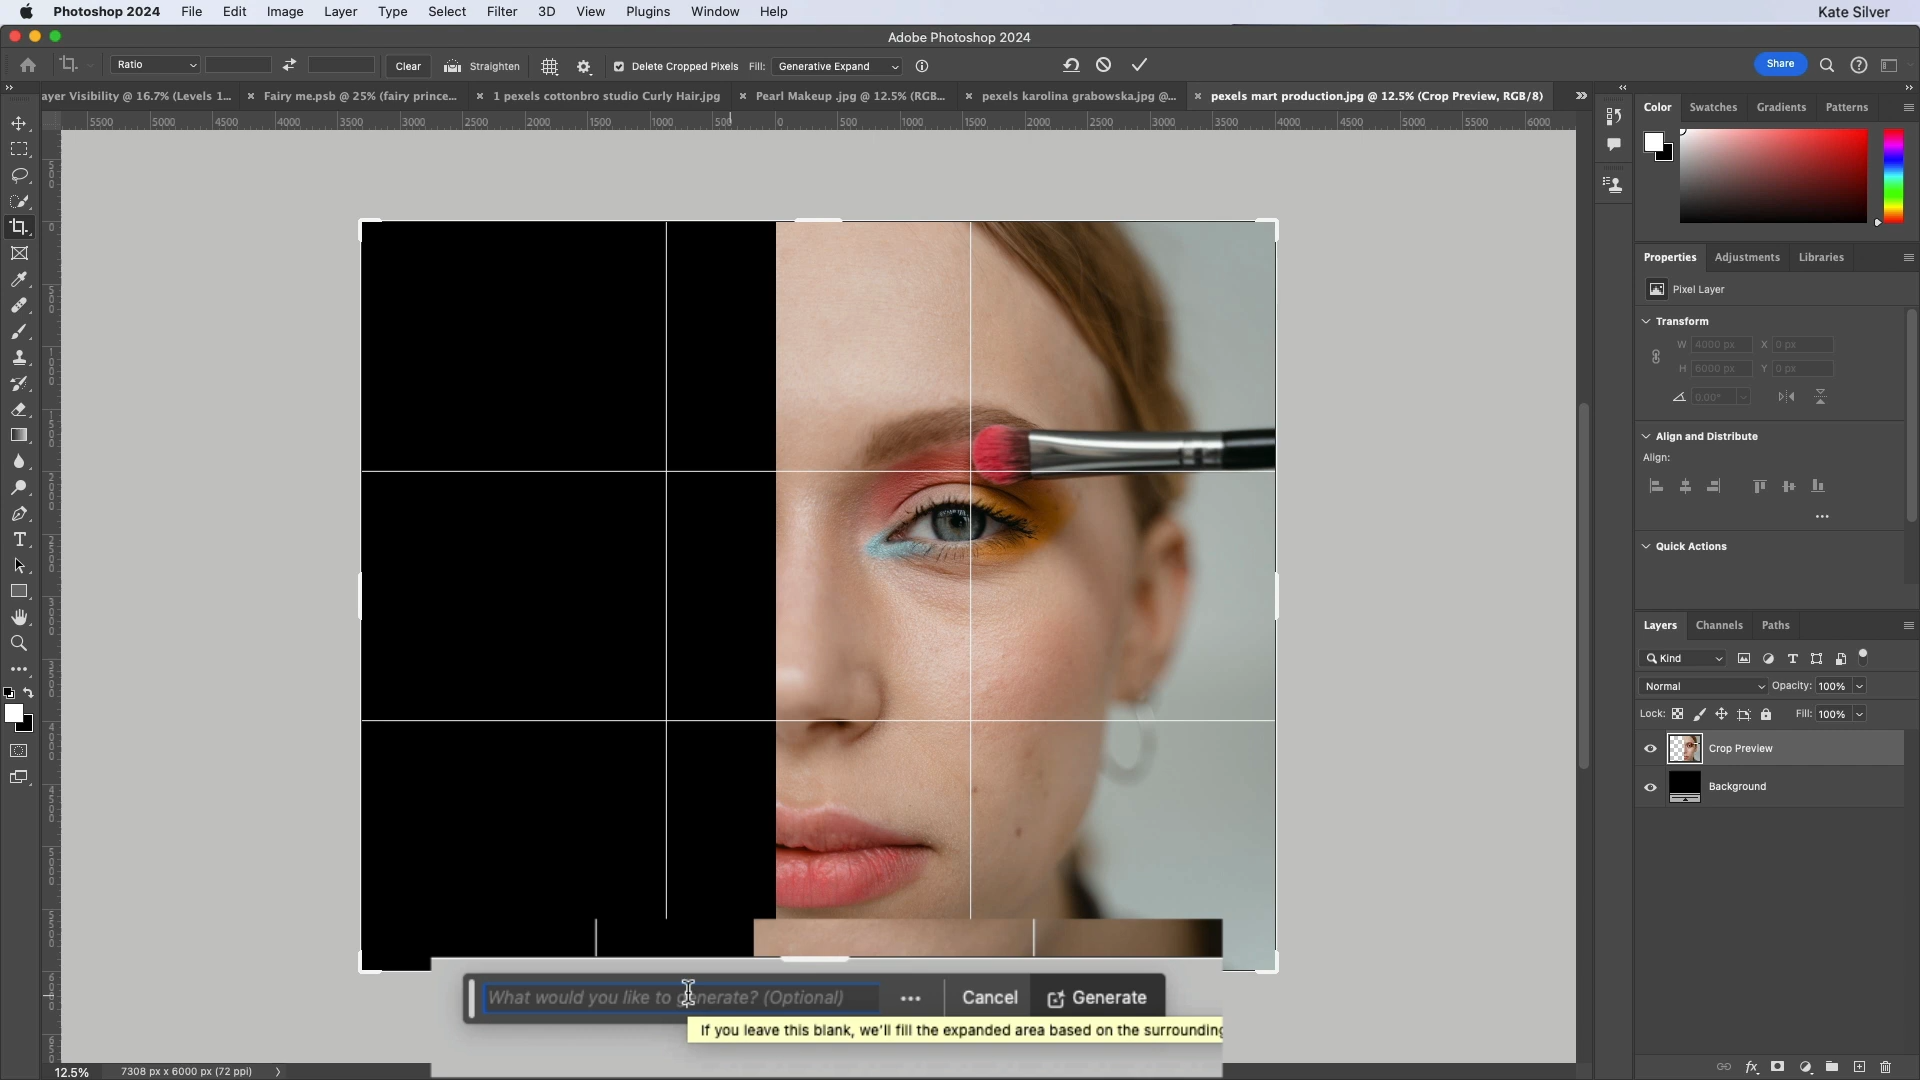 Photoshop 2024 File Edit Image Layer Type Select Filter 3D View Plugins Window Help Kate Silver
Adobe Photoshop 2024
Ratio Clear Straighten Delete Cropped Pixels Fill: Generative Expand Share
ayer Visibility @ 16.7% (Levels 1... × Fairy me.psb @ 25% (fairy prince... × 1 pexels cottonbro studio Curly Hair.jpg × Pearl Makeup .jpg @ 12.5% (RGB... × pexels karolina grabowska.jpg @... × pexels mart production.jpg @ 12.5% (Crop Preview, RGB/8)
5500 5000 4500 4000 3500 3000 2500 2000 1500 1000 500 0 500 1000 1500 2000 2500 3000 3500 4000 4500 5000 5500 6000
Color Swatches Gradients Patterns
Properties Adjustments Libraries
Pixel Layer
Transform
W 4000 px X 0 px
H 6000 px Y 0 px
0.00°
Align and Distribute
Align:
Quick Actions
Layers Channels Paths
Kind
Normal Opacity: 100%
Lock: Fill: 100%
Crop Preview
Background
What would you like to generate? (Optional) ... Cancel Generate
If you leave this blank, we'll fill the expanded area based on the surrounding
12.5% 7308 px x 6000 px (72 ppi)